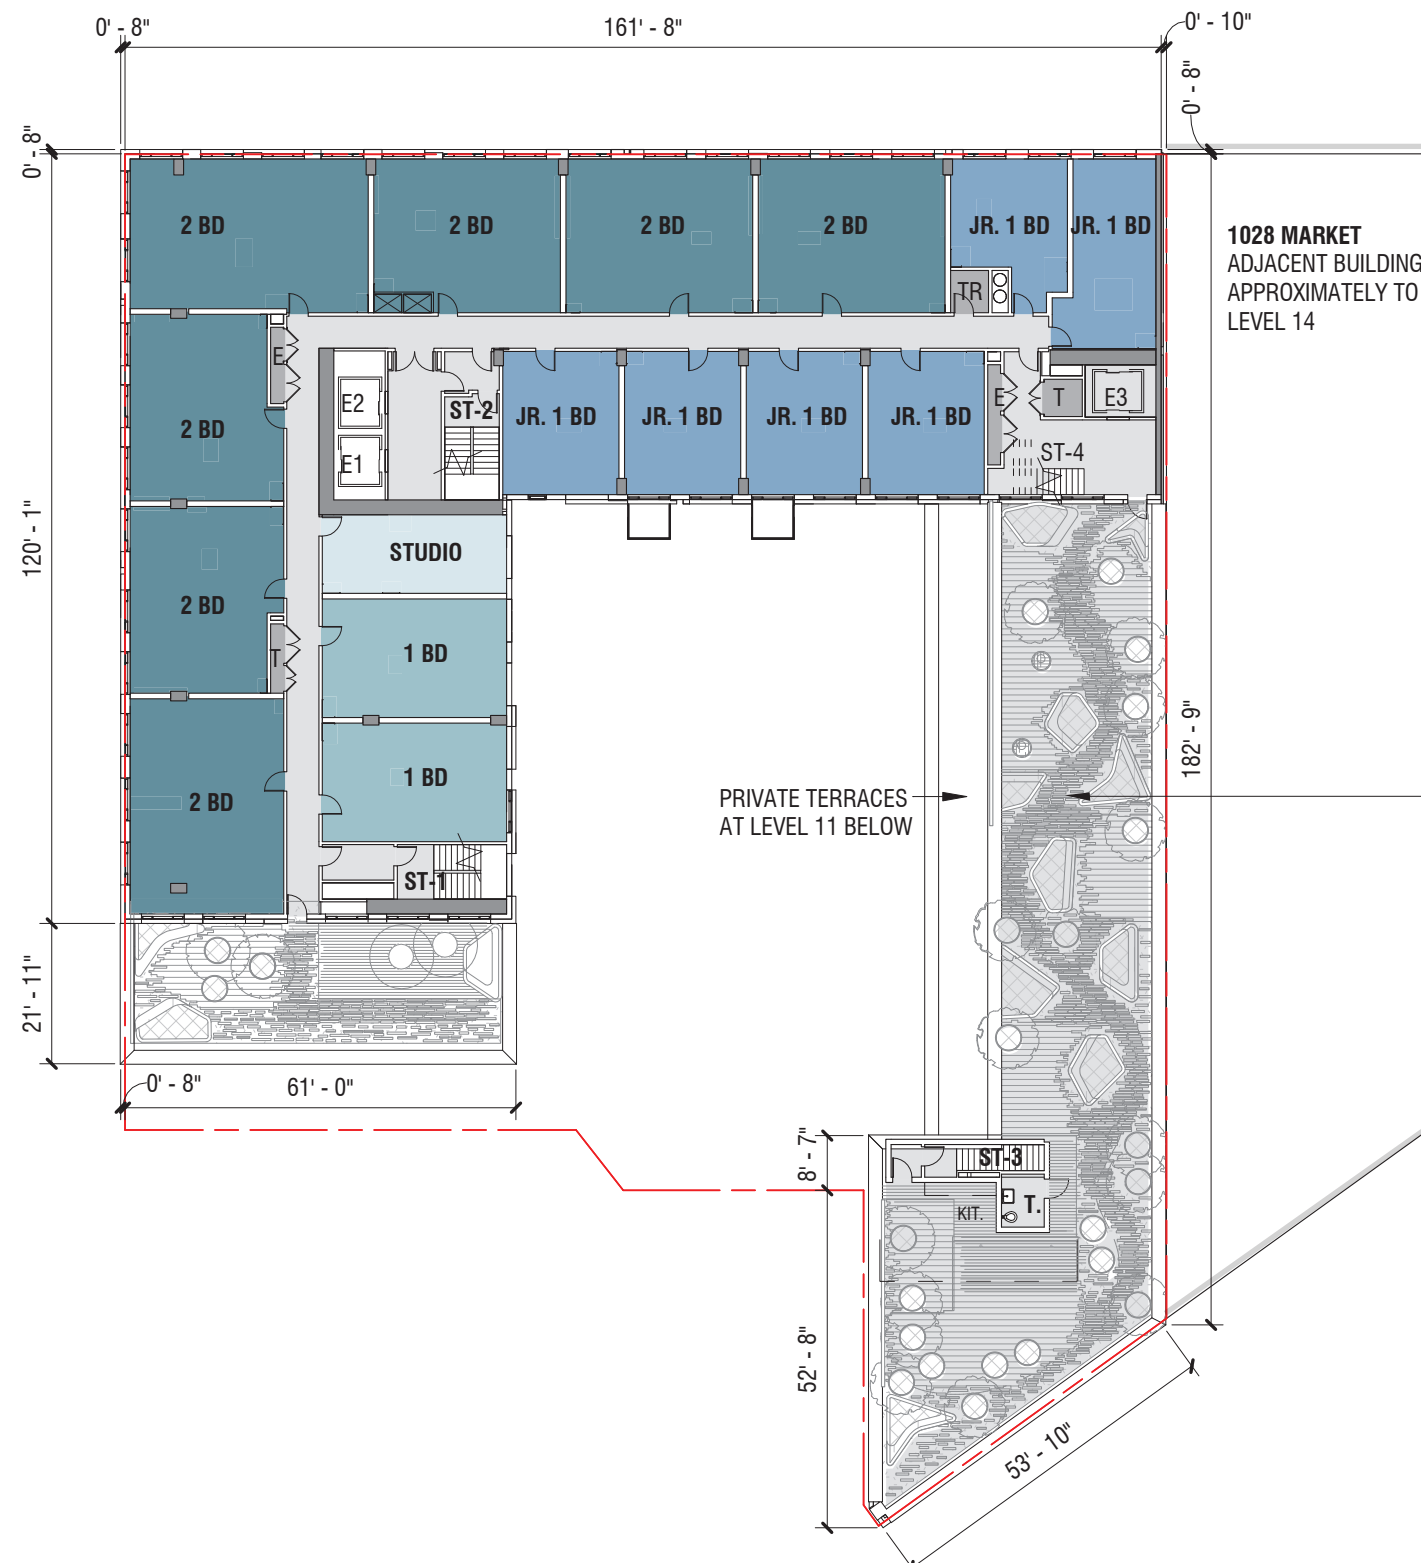 0' - 8"
161' - 8"
0' - 10"
0' - 8"
0' - 8"
2 BD
2 BD
2 BD
2 BD
JR. 1 BD
JR. 1 BD
1028 MARKET
ADJACENT BUILDING
APPROXIMATELY TO
LEVEL 14
TR
E
E2
ST-2
JR. 1 BD
JR. 1 BD
JR. 1 BD
JR. 1 BD
E
T
E3
2 BD
E1
ST-4
120' - 1"
STUDIO
2 BD
1 BD
T
182' - 9"
1 BD
2 BD
PRIVATE TERRACES
AT LEVEL 11 BELOW
ST-1
21' - 11"
0' - 8"
61' - 0"
8' - 7"
ST-3
KIT.
T.
52' - 8"
53' - 10"